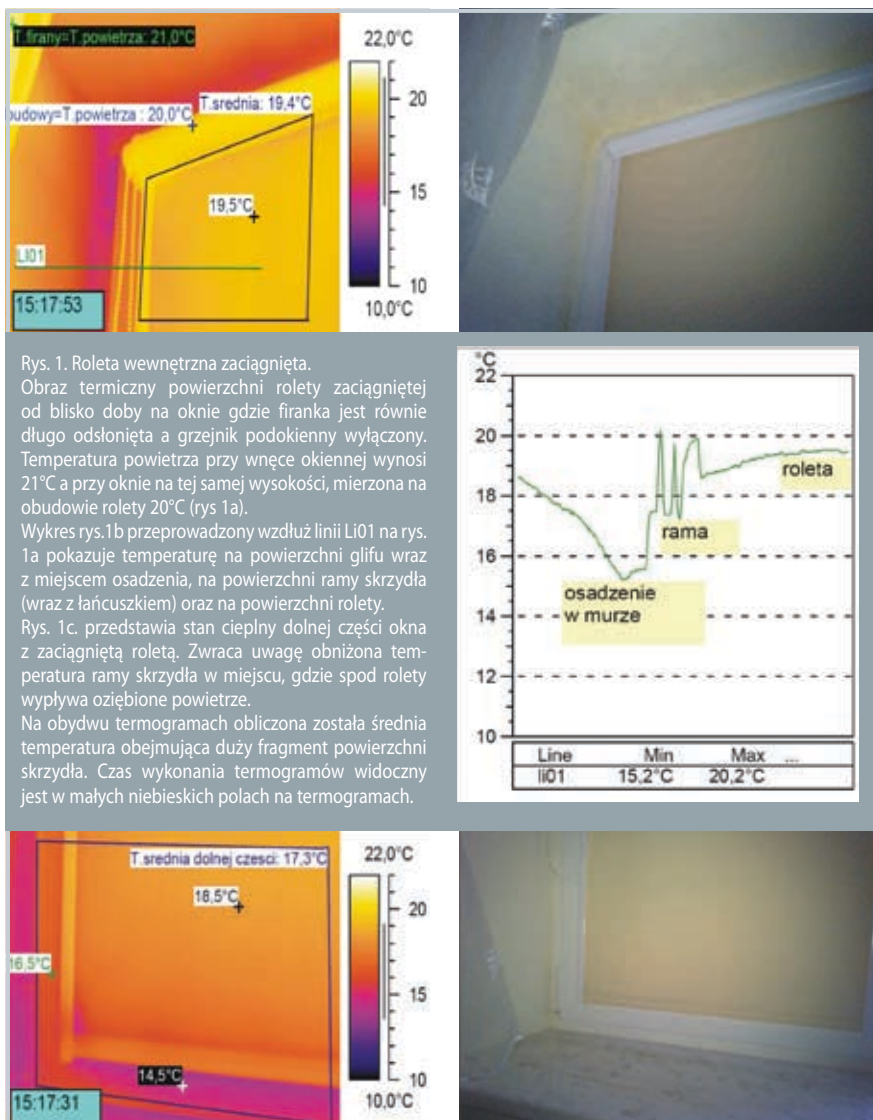 T.firany=T.powietrza: 21,0°C
22,0°C
budowy=T.powietrza : 20,0°C
T.srednia: 19,4°C
20
19,5°C
15
LI01
10
15:17:53
10,0°C
Rys. 1. Roleta wewnętrzna zaciągnięta.
Obraz termiczny powierzchni rolety zaciągniętej
od blisko doby na oknie gdzie firanka jest równie
długo odsłonięta a grzejnik podokienny wyłączony.
Temperatura powietrza przy wnęce okiennej wynosi
21°C a przy oknie na tej samej wysokości, mierzona na
obudowie rolety 20°C (rys 1a).
Wykres rys.1b przeprowadzony wzdłuż linii Li01 na rys.
1a pokazuje temperaturę na powierzchni glifu wraz
z miejscem osadzenia, na powierzchni ramy skrzydła
(wraz z łańcuszkiem) oraz na powierzchni rolety.
Rys. 1c. przedstawia stan cieplny dolnej części okna
z zaciągniętą roletą. Zwraca uwagę obniżona tem-
peratura ramy skrzydła w miejscu, gdzie spod rolety
wypływa oziębione powietrze.
Na obydwu termogramach obliczona została średnia
temperatura obejmująca duży fragment powierzchni
skrzydła. Czas wykonania termogramów widoczny
jest w małych niebieskich polach na termogramach.
°C
22
20
roleta
18
rama
16
osadzenie
w murze
14
12
10
Line Min Max ...
li01 15,2°C 20,2°C
T.srednia dolnej czesci: 17,3°C
22,0°C
18,5°C
20
16,5°C
15
14,5°C
10
15:17:31
10,0°C